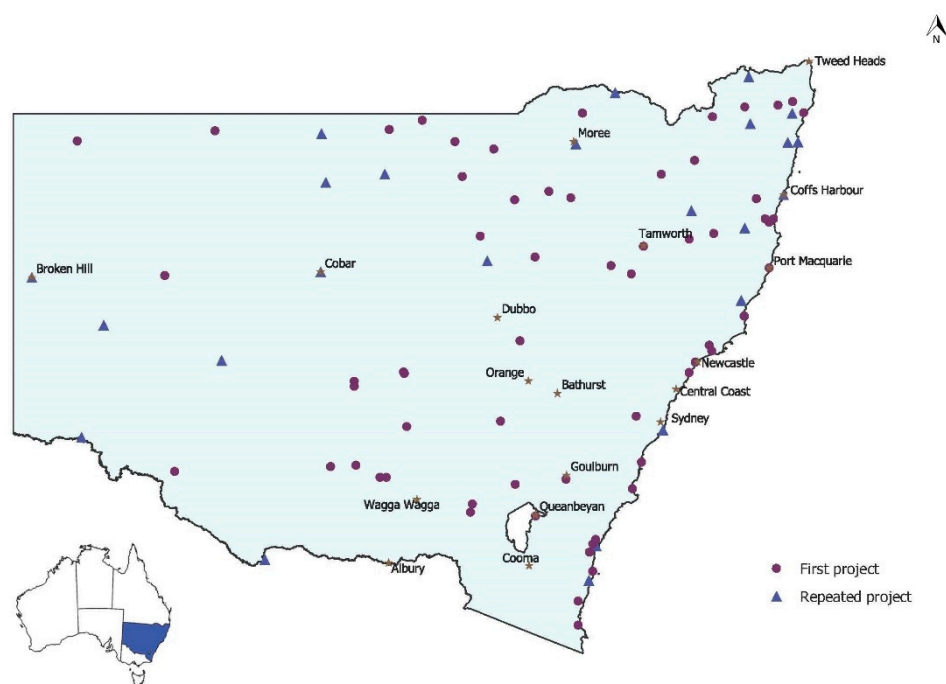 N
Tweed Heads
Moree
Coffs Harbour
Tamworth
Port Macquarie
Broken Hill
Cobar
Dubbo
Newcastle
Orange
Bathurst
Central Coast
Sydney
Goulburn
Wagga Wagga
Queanbeyan
Cooma
Albury
First project
Repeated project